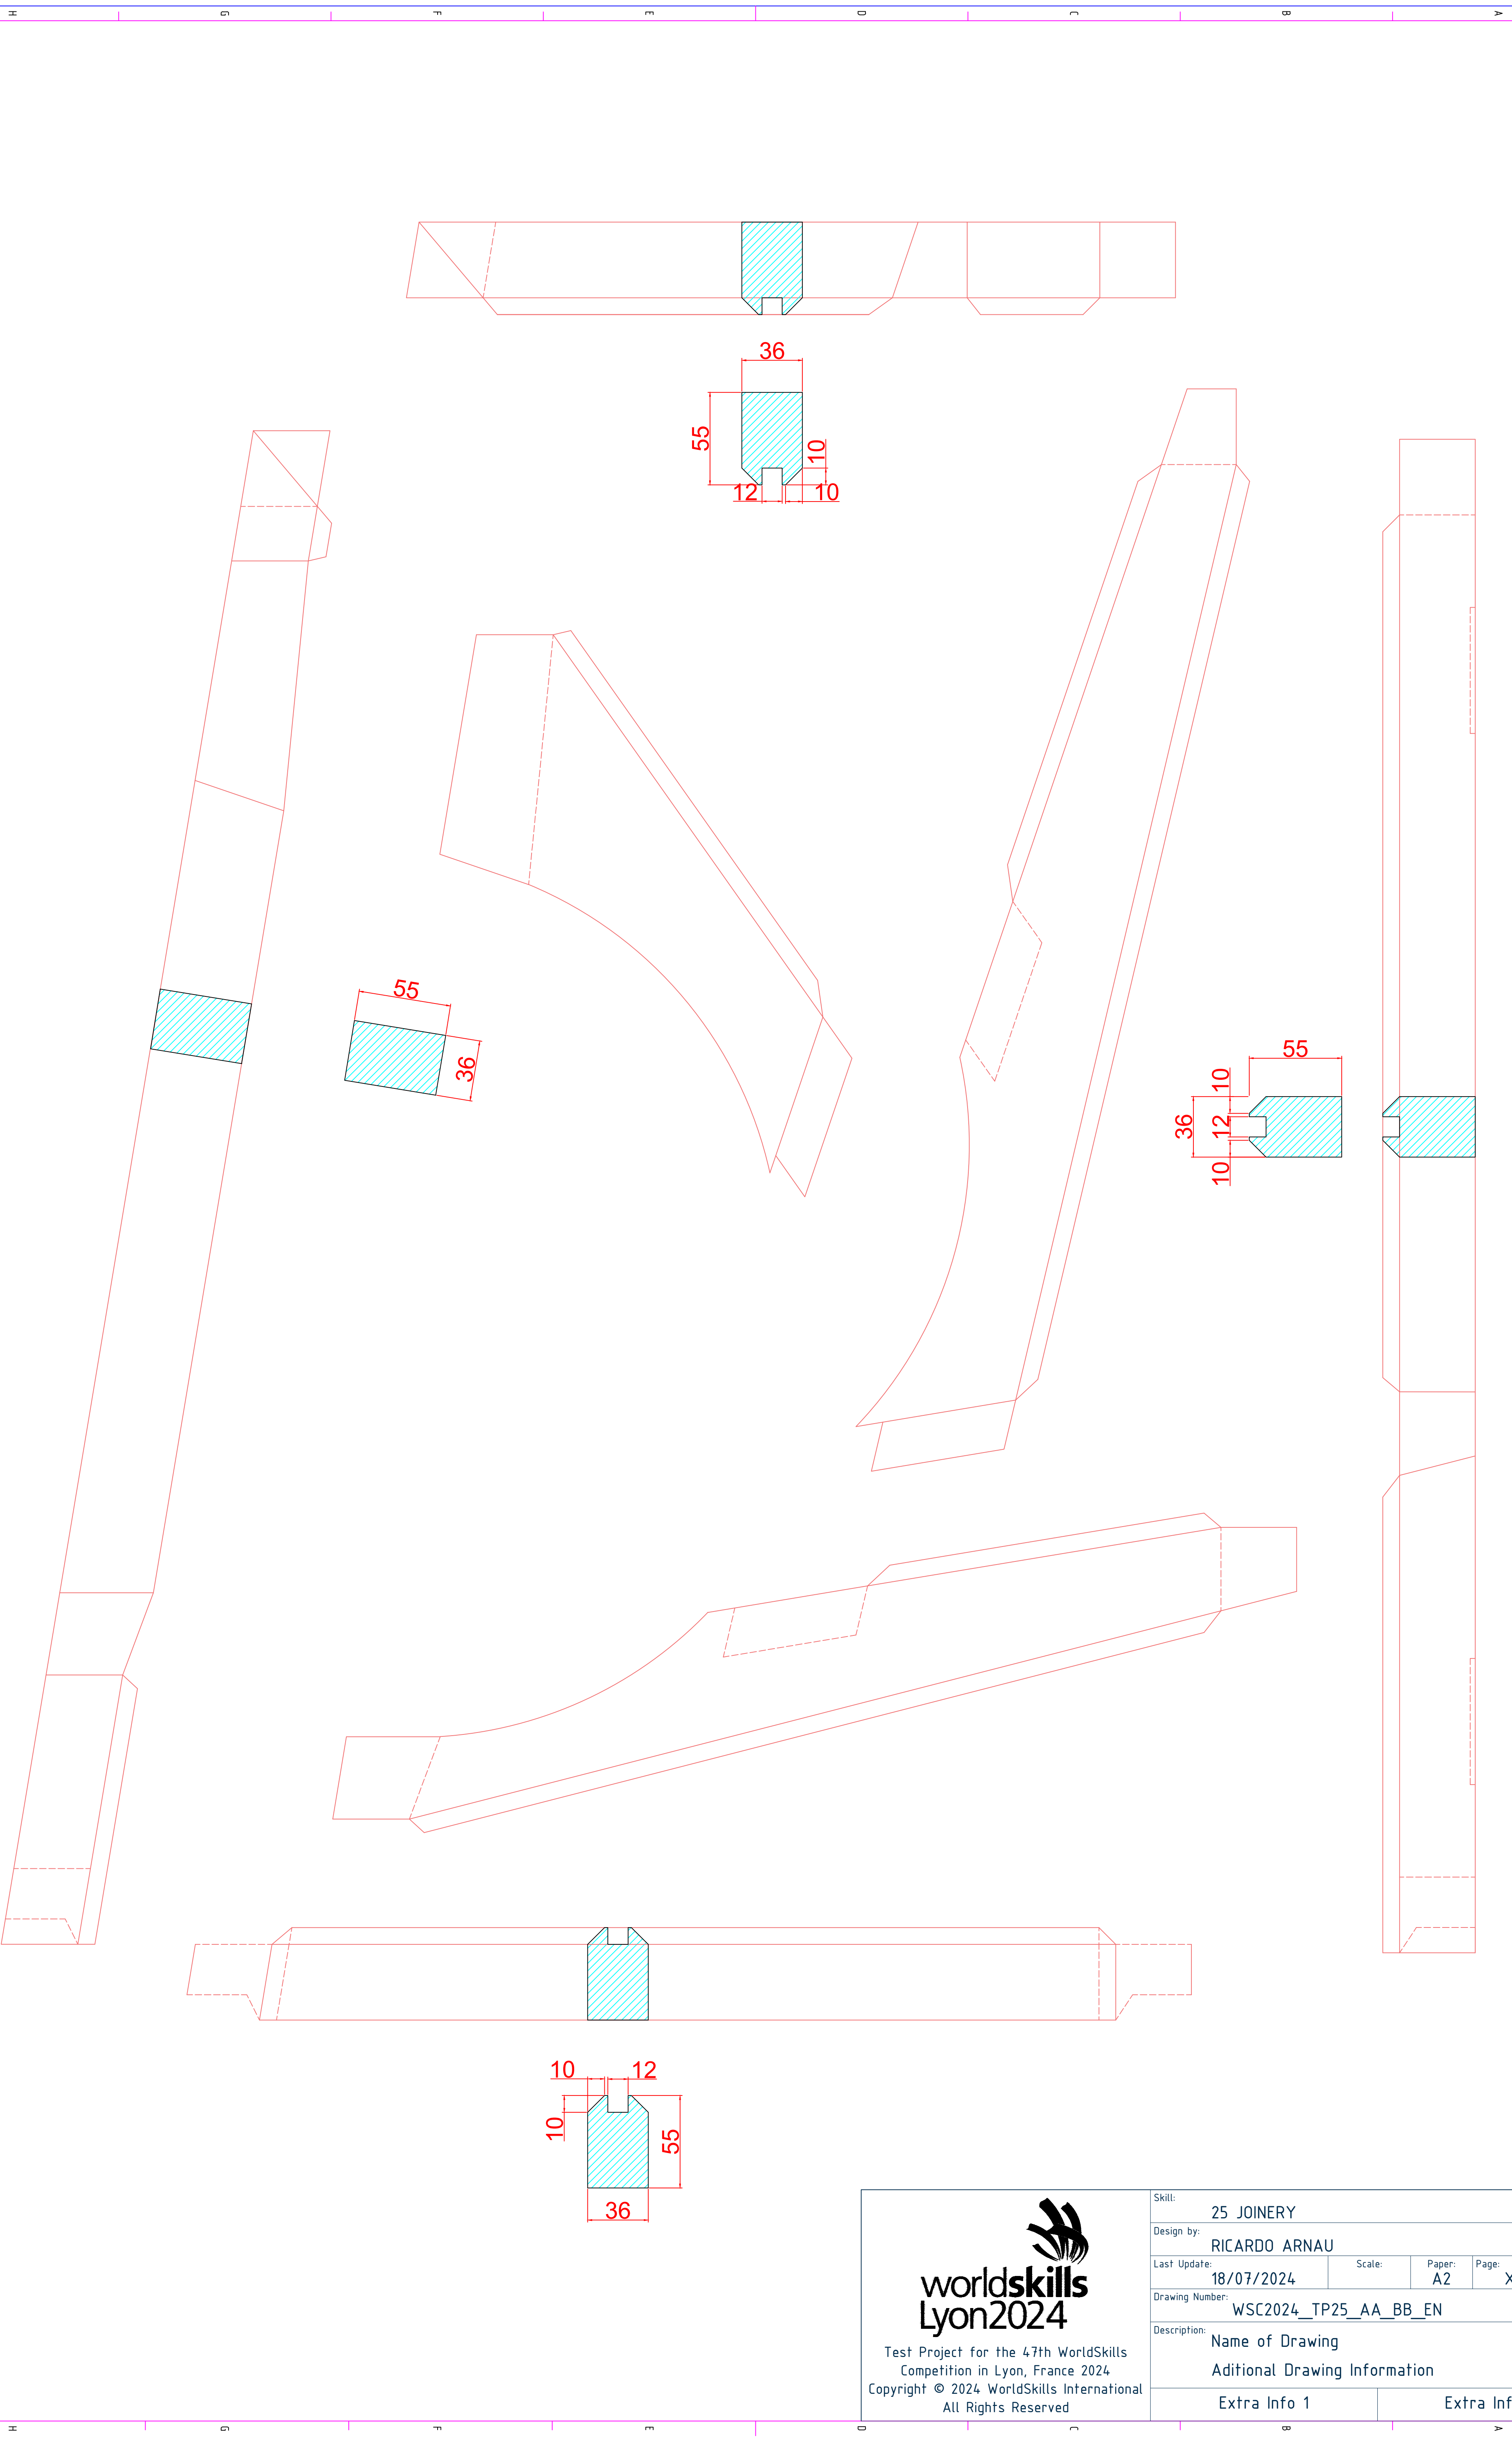 H G F E D C B A
36
55
10
12 10
55
36
55
10
36
12
10
10 12
10
55
36
worldskills
Lyon2024
Test Project for the 47th WorldSkills
Competition in Lyon, France 2024
Copyright © 2024 WorldSkills International
All Rights Reserved
Skill:
25 JOINERY
Design by:
RICARDO ARNAU
Last Update: Scale: Paper: Page:
18/07/2024 A2 X
Drawing Number:
WSC2024_TP25_AA_BB_EN
Description:
Name of Drawing
Aditional Drawing Information
Extra Info 1 Extra Inf
H G F E D C B A